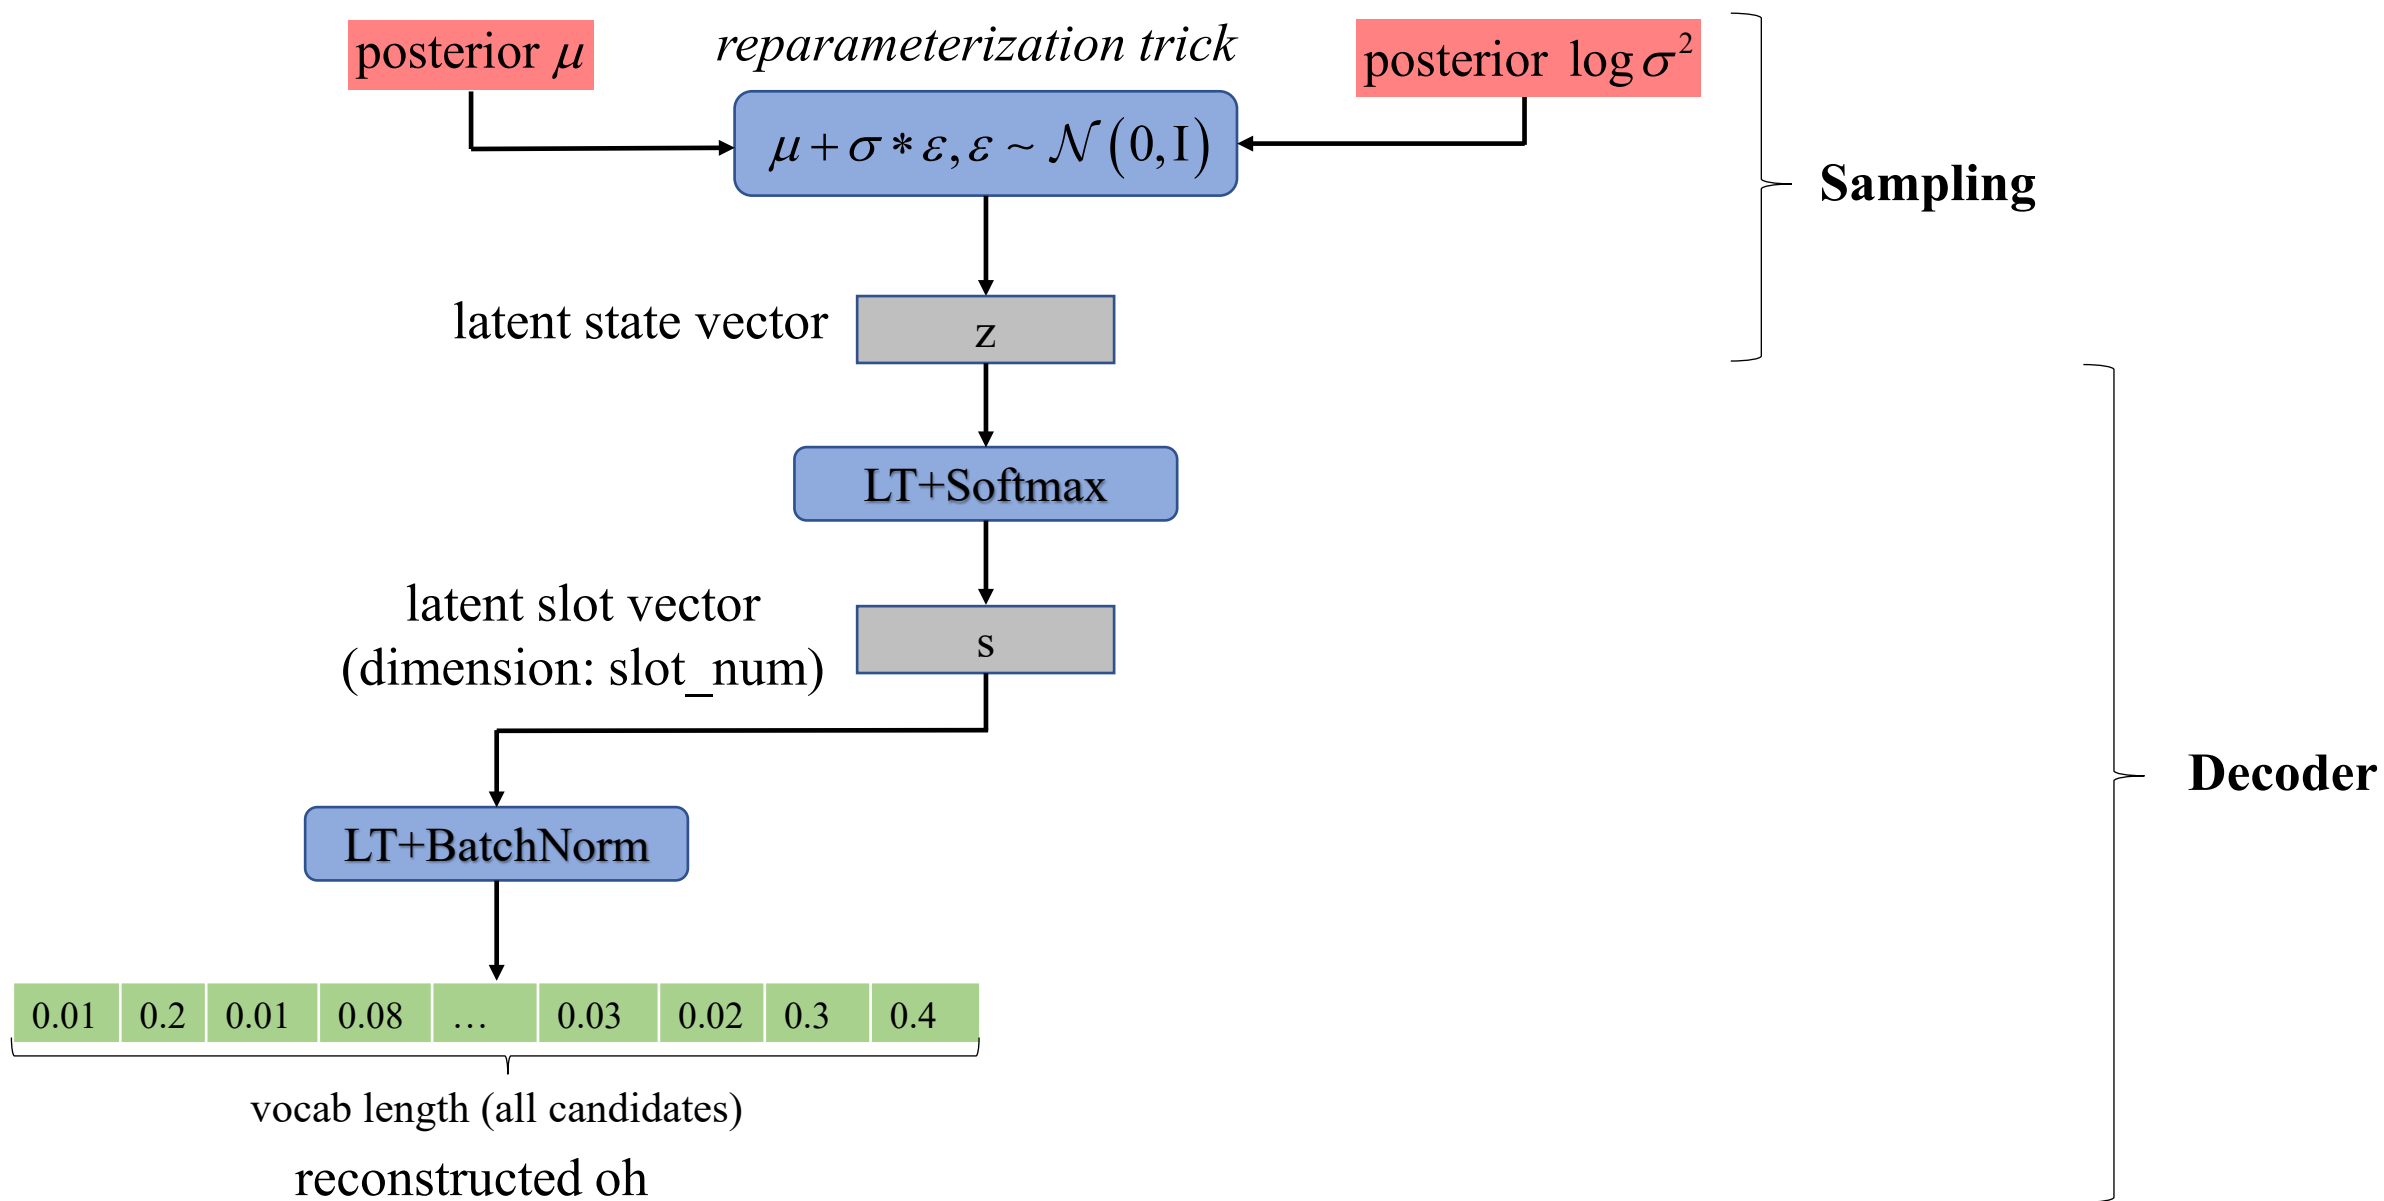 posterior μ
reparameterization trick
posterior log σ²
μ + σ * ε, ε ~ 𝒩(0, I)
Sampling
latent state vector
z
LT+Softmax
latent slot vector
(dimension: slot_num)
s
Decoder
LT+BatchNorm
0.01 0.2 0.01 0.08 … 0.03 0.02 0.3 0.4
vocab length (all candidates)
reconstructed oh